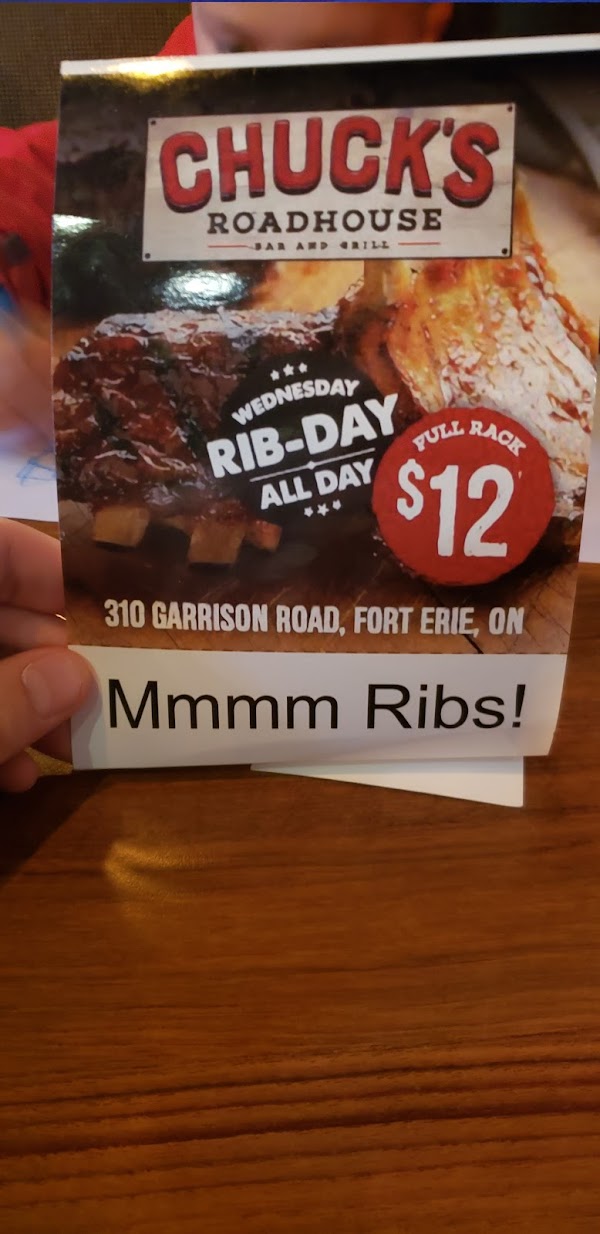 CHUCK'S
ROADHOUSE
BAR AND GRILL
WEDNESDAY
RIB-DAY
ALL DAY
FULL RACK
$12
310 GARRISON ROAD, FORT ERIE, ON
Mmmm Ribs!